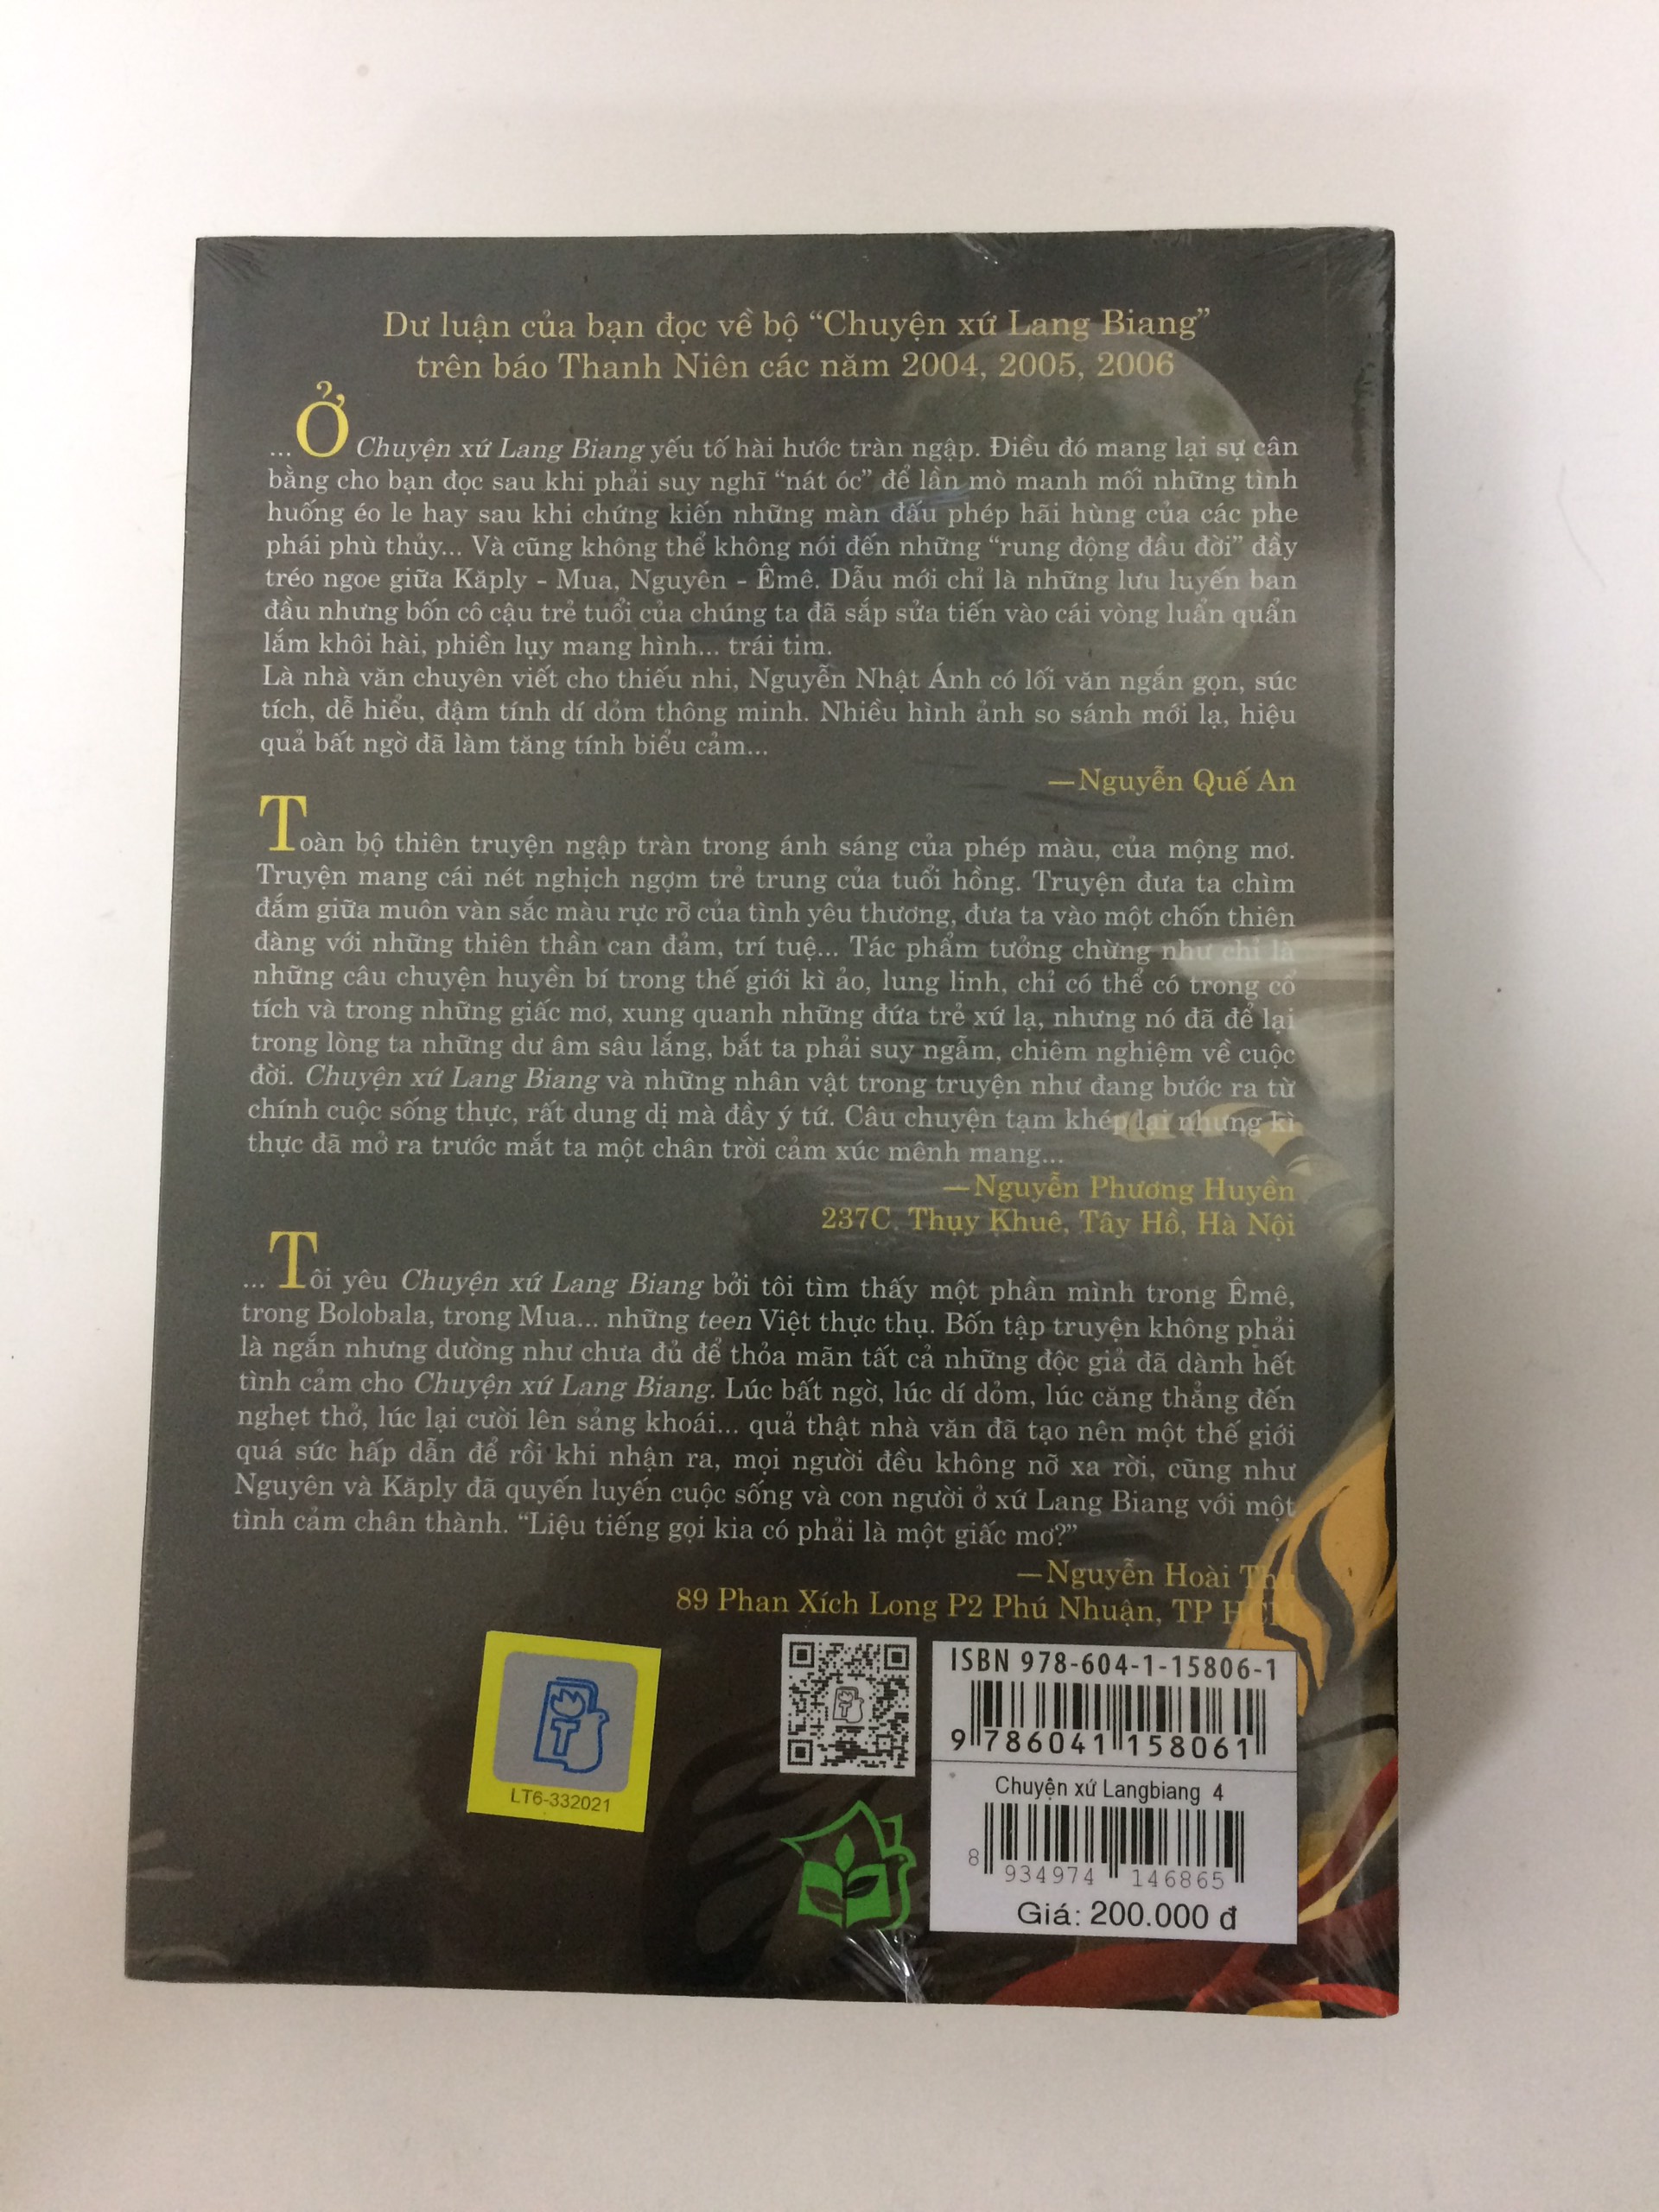 Dư luận của bạn đọc về bộ “Chuyện xứ Lang Biang”
trên báo Thanh Niên các năm 2004, 2005, 2006
... Ở Chuyện xứ Lang Biang yếu tố hài hước tràn ngập. Điều đó mang lại sự cân
bằng cho bạn đọc sau khi phải suy nghĩ “nát óc” để lần mò manh mối những tình
huống éo le hay sau khi chứng kiến những màn đấu phép hãi hùng của các phe
phái phù thủy... Và cũng không thể không nói đến những “rung động đầu đời” đầy
tréo ngoe giữa Kăply - Mua, Nguyên - Êmê. Dẫu mới chỉ là những lưu luyến ban
đầu nhưng bốn cô cậu trẻ tuổi của chúng ta đã sắp sửa tiến vào cái vòng luẩn quẩn
lắm khôi hài, phiền lụy mang hình... trái tim.
Là nhà văn chuyên viết cho thiếu nhi, Nguyễn Nhật Ánh có lối văn ngắn gọn, súc
tích, dễ hiểu, đậm tính dí dỏm thông minh. Nhiều hình ảnh so sánh mới lạ, hiệu
quả bất ngờ đã làm tăng tính biểu cảm...
—Nguyễn Quế An
Toàn bộ thiên truyện ngập tràn trong ánh sáng của phép màu, của mộng mơ.
Truyện mang cái nét nghịch ngợm trẻ trung của tuổi hồng. Truyện đưa ta chìm
đắm giữa muôn vàn sắc màu rực rỡ của tình yêu thương, đưa ta vào một chốn thiên
đàng với những thiên thần can đảm, trí tuệ... Tác phẩm tưởng chừng như chỉ là
những câu chuyện huyền bí trong thế giới kì ảo, lung linh, chỉ có thể có trong cổ
tích và trong những giấc mơ, xung quanh những đứa trẻ xứ lạ, nhưng nó đã để lại
trong lòng ta những dư âm sâu lắng, bắt ta phải suy ngẫm, chiêm nghiệm về cuộc
đời. Chuyện xứ Lang Biang và những nhân vật trong truyện như đang bước ra từ
chính cuộc sống thực, rất dung dị mà đầy ý tứ. Câu chuyện tạm khép lại nhưng kì
thực đã mở ra trước mắt ta một chân trời cảm xúc mênh mang...
—Nguyễn Phương Huyền
237C, Thụy Khuê, Tây Hồ, Hà Nội
... Tôi yêu Chuyện xứ Lang Biang bởi tôi tìm thấy một phần mình trong Êmê,
trong Bolobala, trong Mua... những teen Việt thực thụ. Bốn tập truyện không phải
là ngắn nhưng dường như chưa đủ để thỏa mãn tất cả những độc giả đã dành hết
tình cảm cho Chuyện xứ Lang Biang. Lúc bất ngờ, lúc dí dỏm, lúc căng thẳng đến
nghẹt thở, lúc lại cười lên sảng khoái... quả thật nhà văn đã tạo nên một thế giới
quá sức hấp dẫn để rồi khi nhận ra, mọi người đều không nỡ xa rời, cũng như
Nguyên và Kăply đã quyến luyến cuộc sống và con người ở xứ Lang Biang với một
tình cảm chân thành. “Liệu tiếng gọi kia có phải là một giấc mơ?”
—Nguyễn Hoài
89 Phan Xích Long P2 Phú Nhuận, TP HCM
ISBN 978-604-1-15806-1
9 786041 158061
Chuyện xứ Langbiang 4
8 934974 146865
Giá: 200.000 đ
LT6-332021